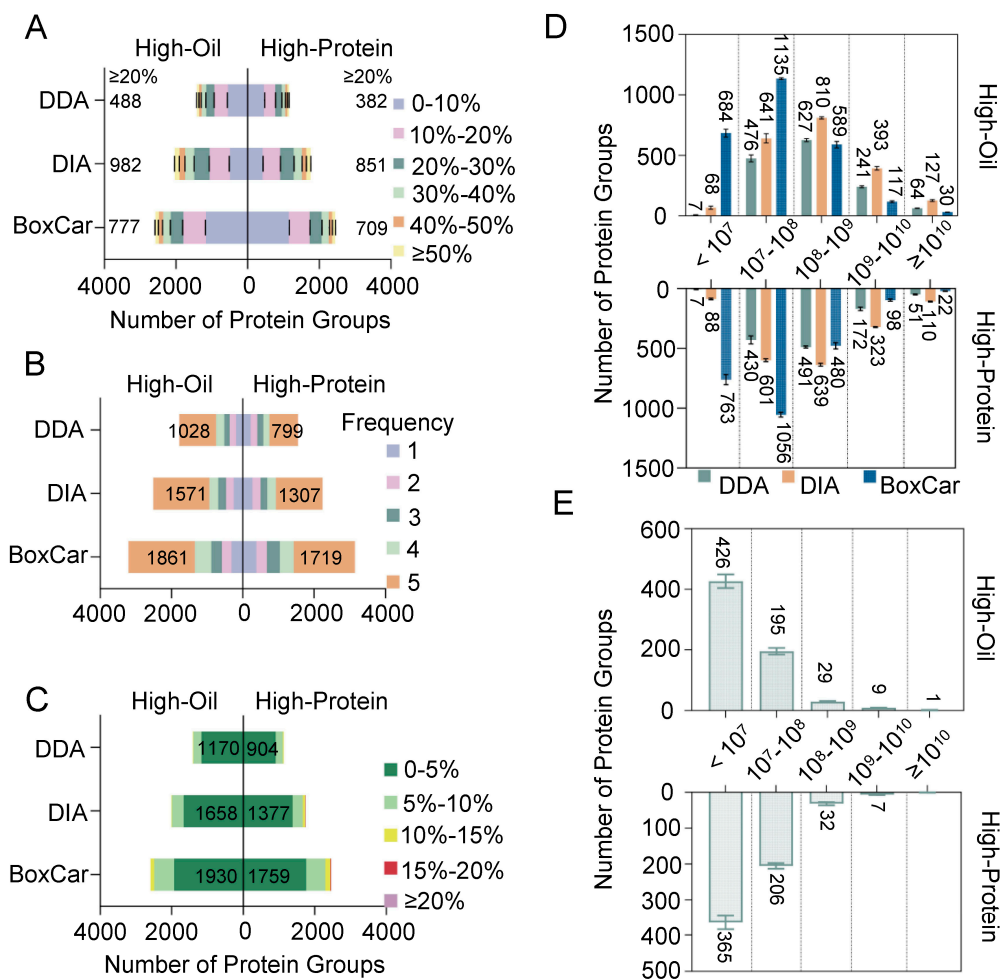 A
High-Oil High-Protein
≥20% ≥20%
DDA 488 382
DIA 982 851
BoxCar 777 709
0-10%
10%-20%
20%-30%
30%-40%
40%-50%
≥50%
4000 2000 0 2000 4000
Number of Protein Groups
B
High-Oil High-Protein
DDA 1028 799
DIA 1571 1307
BoxCar 1861 1719
Frequency
1
2
3
4
5
4000 2000 0 2000 4000
C
High-Oil High-Protein
DDA 1170 904
DIA 1658 1377
BoxCar 1930 1759
0-5%
5%-10%
10%-15%
15%-20%
≥20%
4000 2000 0 2000 4000
Number of Protein Groups
D
Number of Protein Groups
1500
1000
500
0
7 68 684
476 641 1135
627 810 589
241 393 117
64 127 30
High-Oil
< 10⁷ 10⁷-10⁸ 10⁸-10⁹ 10⁹-10¹⁰ ≥10¹⁰
0
500
1000
1500
7 88 763
430 601 1056
491 639 480
172 323 98
51 110 22
High-Protein
DDA DIA BoxCar
E
Number of Protein Groups
600
400
200
0
426 195 29 9 1
High-Oil
< 10⁷ 10⁷-10⁸ 10⁸-10⁹ 10⁹-10¹⁰ ≥10¹⁰
0
100
200
300
400
500
365 206 32 7
High-Protein